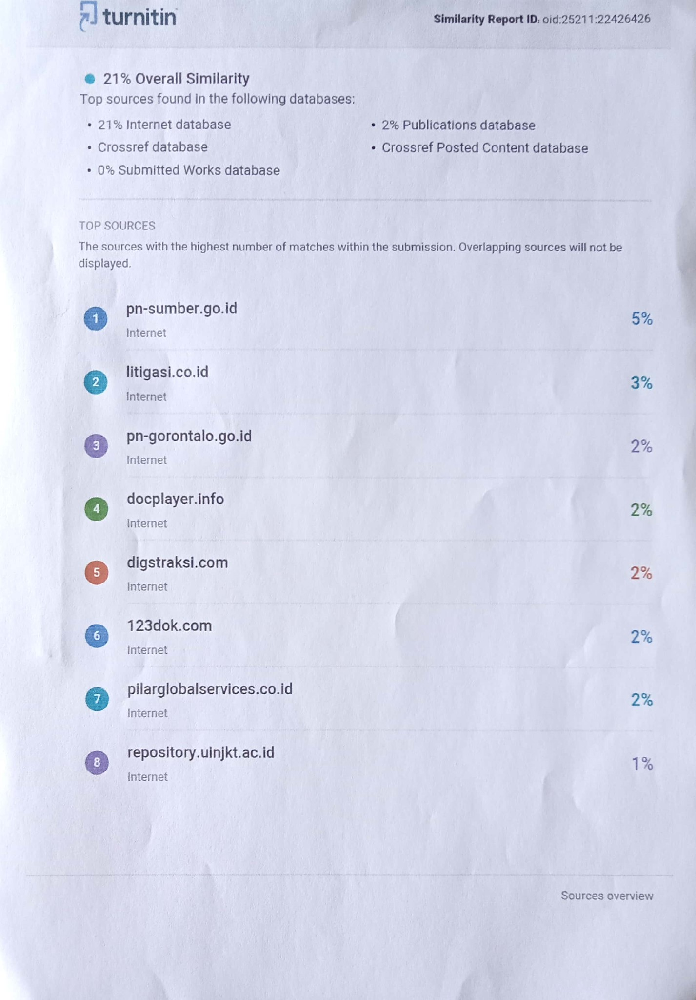 turnitin
Similarity Report ID: oid:25211:22426426
21% Overall Similarity
Top sources found in the following databases:
• 21% Internet database
• 2% Publications database
• Crossref database
• Crossref Posted Content database
• 0% Submitted Works database
TOP SOURCES
The sources with the highest number of matches within the submission. Overlapping sources will not be
displayed.
1
pn-sumber.go.id
Internet
5%
2
litigasi.co.id
Internet
3%
3
pn-gorontalo.go.id
Internet
2%
4
docplayer.info
Internet
2%
5
digstraksi.com
Internet
2%
6
123dok.com
Internet
2%
7
pilarglobalservices.co.id
Internet
2%
8
repository.uinjkt.ac.id
Internet
1%
Sources overview